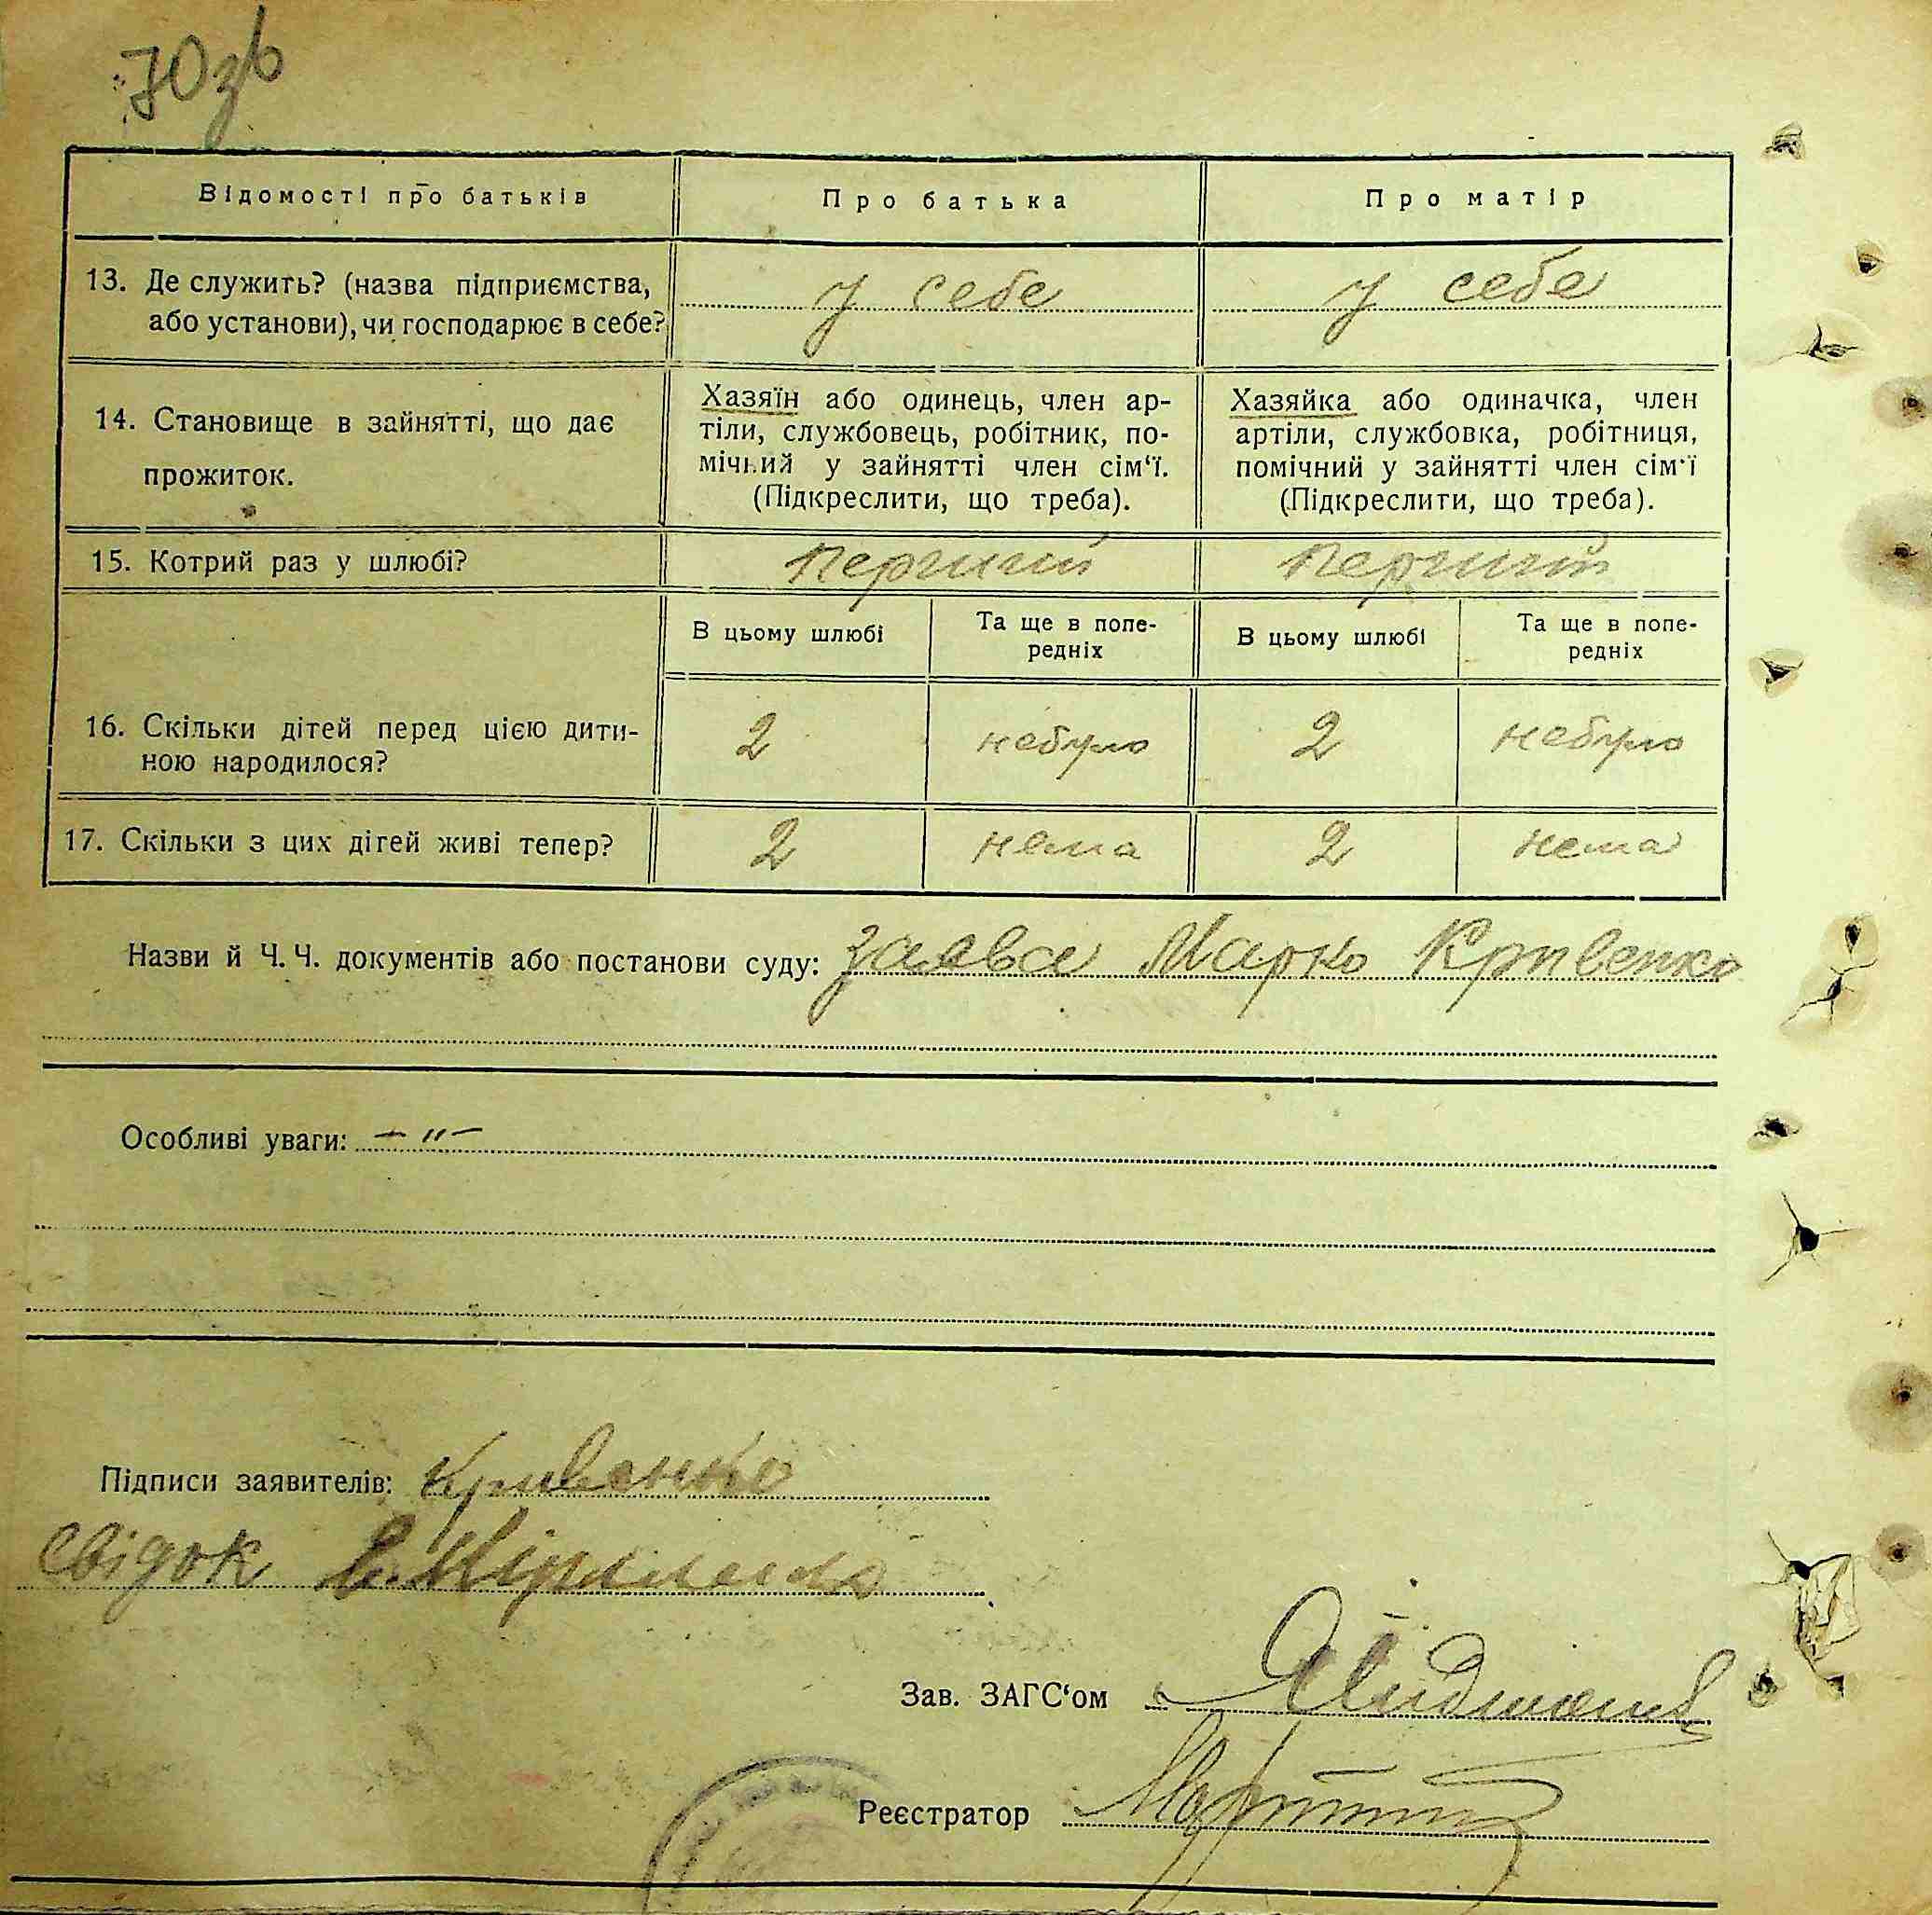 70зв
Відомості про батьків
Про батька
Про матір
13. Де служить? (назва підприємства,
або установи), чи господарює в себе?
у себе
у себе
14. Становище в зайнятті, що дає
прожиток.
Хазяїн або одинець, член ар-
тіли, службовець, робітник, по-
мічний у зайнятті член сім‘ї.
(Підкреслити, що треба).
Хазяйка або одиначка, член
артіли, службовка, робітниця,
помічний у зайнятті член сім‘ї
(Підкреслити, що треба).
15. Котрий раз у шлюбі?
перший
перший
В цьому шлюбі
Та ще в попе-
редніх
В цьому шлюбі
Та ще в попе-
редніх
16. Скільки дітей перед цією дити-
ною народилося?
2
небуло
2
небуло
17. Скільки з цих дігей живі тепер?
2
нема
2
нема
Назви й Ч. Ч. документів або постанови суду: заява Марко Кривенко
Особливі уваги: – „ –
Підписи заявителів: Кривенко
свідок
Зав. ЗАГС‘ом
Реєстратор